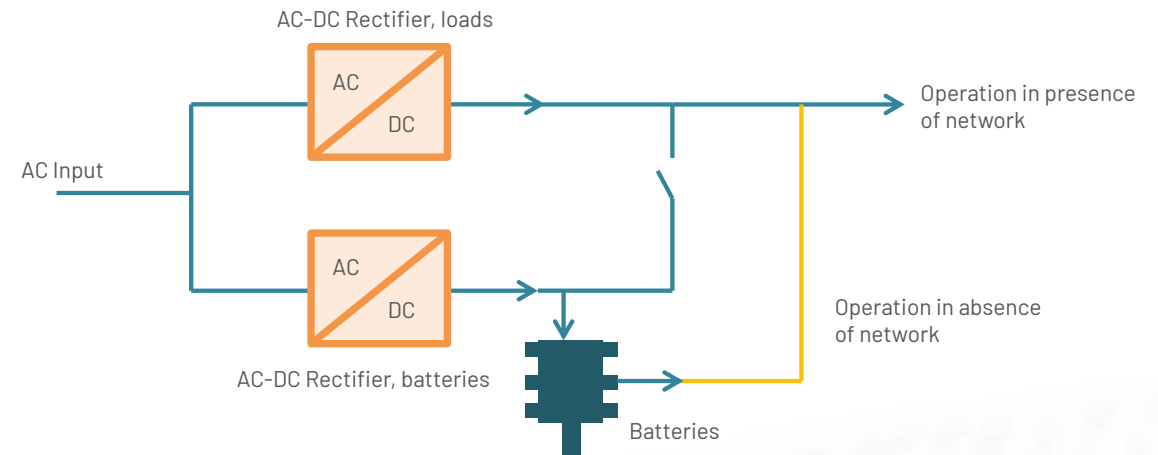 AC-DC Rectifier, loads
AC
DC
Operation in presence
of network
AC Input
AC
DC
Operation in absence
of network
AC-DC Rectifier, batteries
Batteries